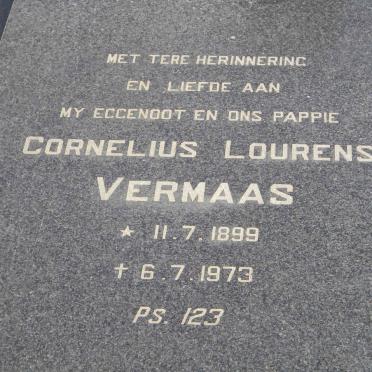 MET TERE HERINNERING
EN LIEFDE AAN
MY EGGENOOT EN ONS PAPPIE
CORNELIUS LOURENS
VERMAAS
* 11.7.1899
† 6.7.1973
PS. 123